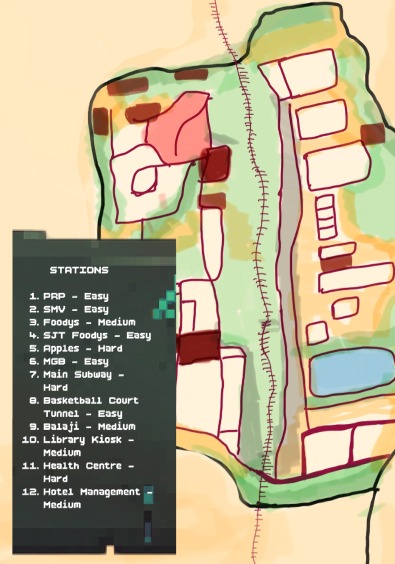 STATIONS
1. PRP - Easy
2. SMV - Easy
3. Foodys - Medium
4. SJT Foodys - Easy
5. Apples - Hard
6. MGB - Easy
7. Main Subway -
Hard
8. Basketball Court
Tunnel - Easy
9. Balaji - Medium
10. Library Kiosk -
Medium
11. Health Centre -
Hard
12. Hotel Management -
Medium